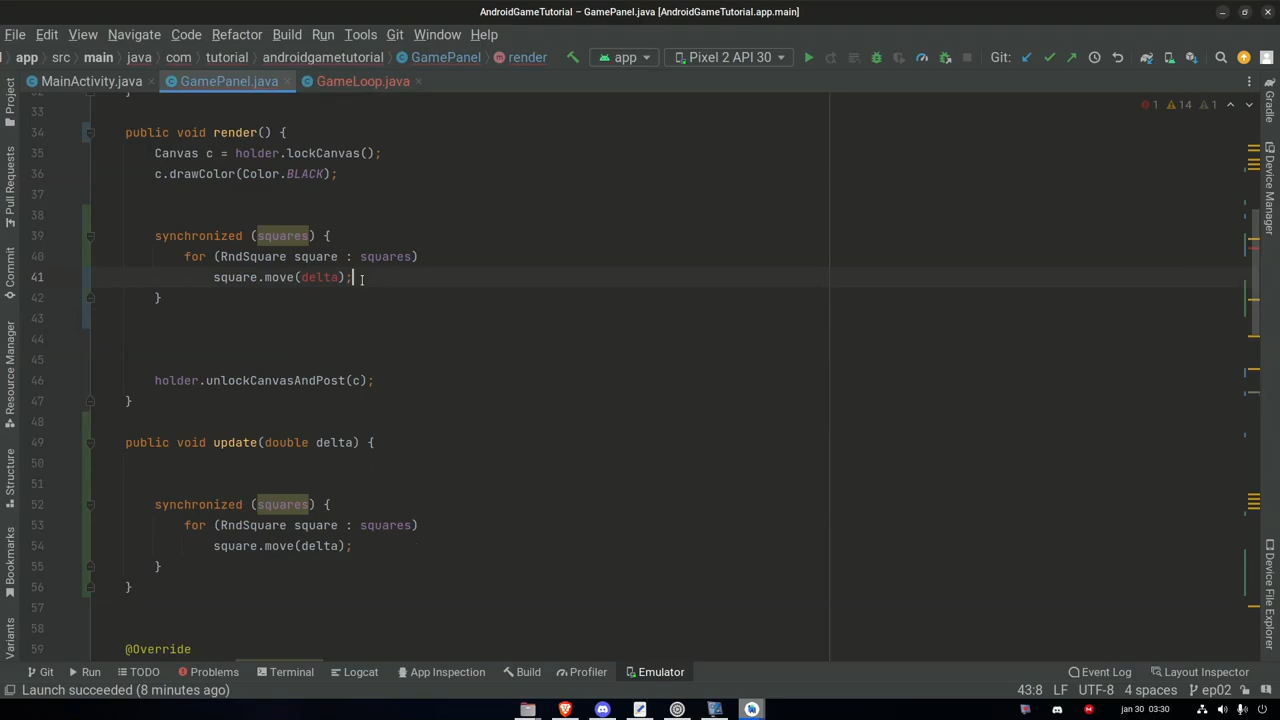 AndroidGameTutorial – GamePanel.java [AndroidGameTutorial.app.main]
File Edit View Navigate Code Refactor Build Run Tools Git Window Help
app src main java com tutorial androidgametutorial GamePanel render app Pixel 2 API 30 Git:
MainActivity.java GamePanel.java GameLoop.java
1 14 1
33
34 public void render() {
35 Canvas c = holder.lockCanvas();
36 c.drawColor(Color.BLACK);
37
38
39 synchronized (squares) {
40 for (RndSquare square : squares)
41 square.move(delta);
42 }
43
44
45
46 holder.unlockCanvasAndPost(c);
47 }
48
49 public void update(double delta) {
50
51
52 synchronized (squares) {
53 for (RndSquare square : squares)
54 square.move(delta);
55 }
56 }
57
58
59 @Override
Project
Pull Requests
Commit
Resource Manager
Favorites
Structure
Bookmarks
Variants
Gradle
Device Manager
Device File Explorer
Git Run TODO Problems Terminal Logcat App Inspection Build Profiler Emulator Event Log Layout Inspector
Launch succeeded (8 minutes ago) 43:8 LF UTF-8 4 spaces ep02
jan 30 03:30